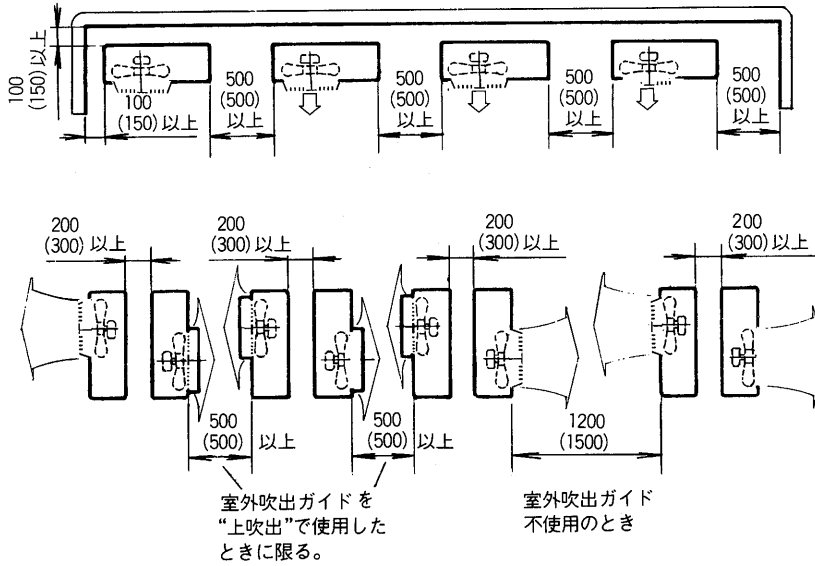 100
(150)以上
100
(150)以上
500
(500)
以上
500
(500)
以上
500
(500)
以上
500
(500)
以上
200
(300)以上
200
(300)以上
200
(300)以上
200
(300)以上
500
(500)以上
500
(500)以上
1200
(1500)
室外吹出ガイドを
“上吹出”で使用した
ときに限る。
室外吹出ガイド
不使用のとき